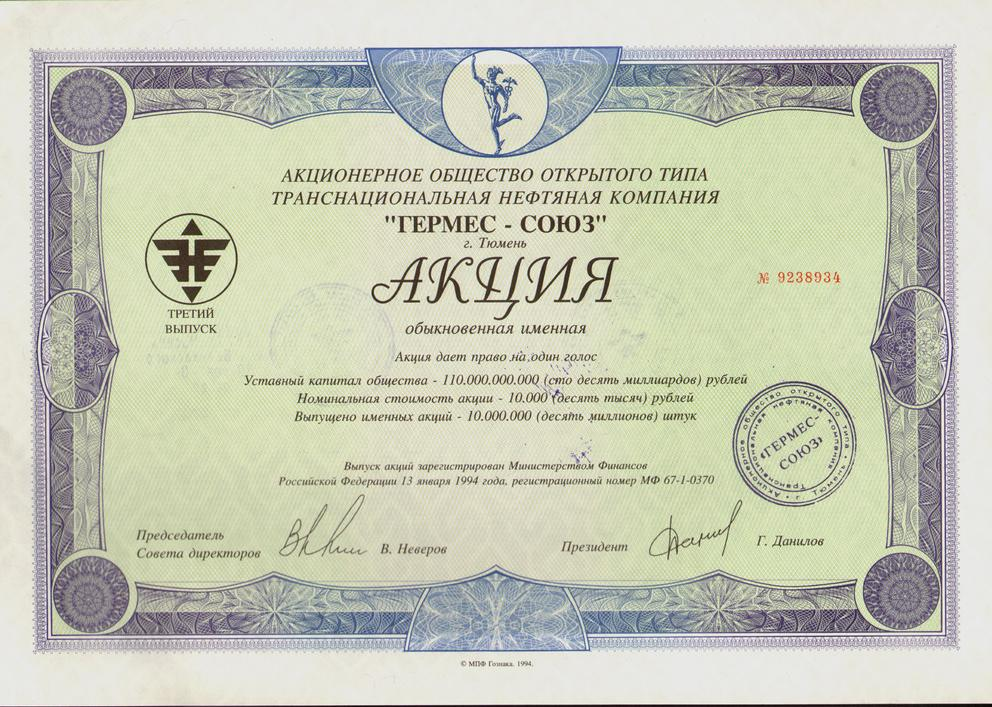 АКЦИОНЕРНОЕ ОБЩЕСТВО ОТКРЫТОГО ТИПА
ТРАНСНАЦИОНАЛЬНАЯ НЕФТЯНАЯ КОМПАНИЯ
"ГЕРМЕС - СОЮЗ"
г. Тюмень
АКЦИЯ
№ 9238934
ТРЕТИЙ
ВЫПУСК
обыкновенная именная
Акция дает право на один голос
Уставный капитал общества - 110.000.000.000 (сто десять миллиардов) рублей
Номинальная стоимость акции - 10.000 (десять тысяч) рублей
Выпущено именных акций - 10.000.000 (десять миллионов) штук
Акционерное общество открытого типа г. Тюмень
Транснациональная нефтяная компания
«ГЕРМЕС-
СОЮЗ»
Выпуск акций зарегистрирован Министерством Финансов
Российской Федерации 13 января 1994 года, регистрационный номер МФ 67-1-0370
Председатель
Совета директоров В. Неверов
Президент Г. Данилов
© МПФ Гознака. 1994.